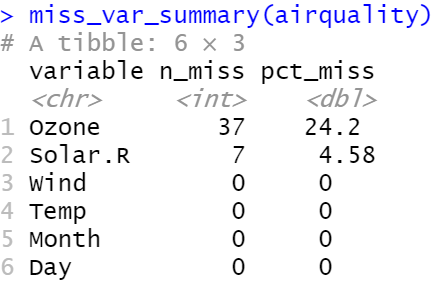 > miss_var_summary(airquality)
# A tibble: 6 × 3
  variable n_miss pct_miss
  <chr>     <int>    <dbl>
1 Ozone        37    24.2
2 Solar.R       7     4.58
3 Wind          0     0
4 Temp          0     0
5 Month         0     0
6 Day           0     0